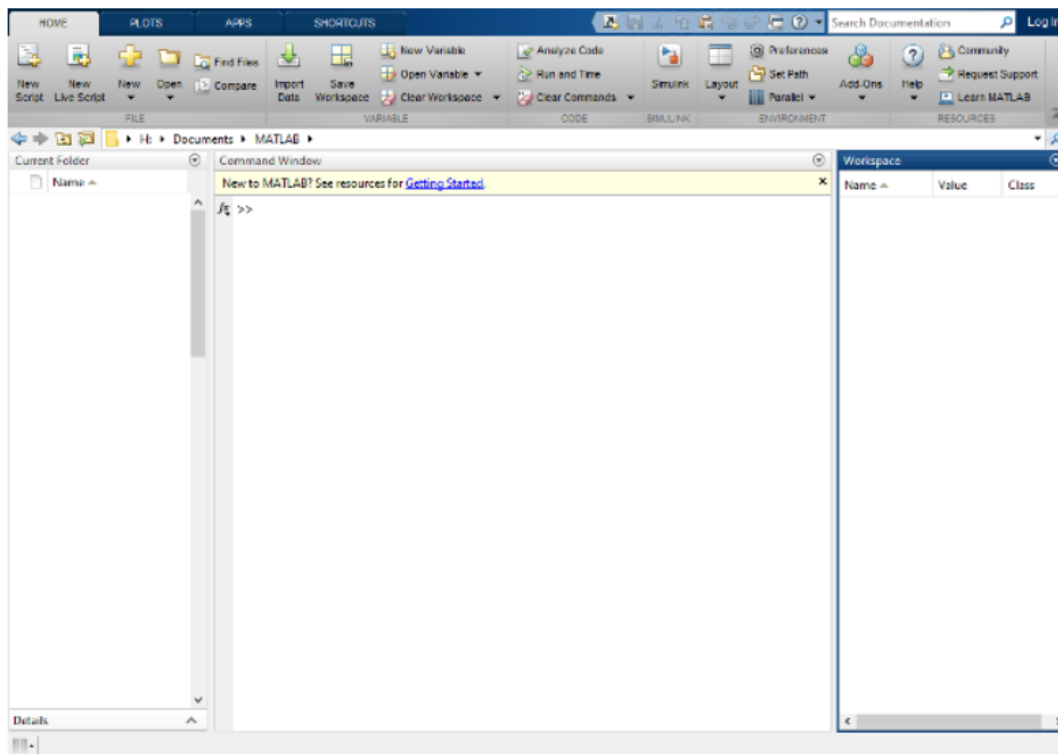 HOME PLOTS APPS SHORTCUTS Search Documentation Log In
New Script
New Live Script
New
Open
Find Files
Compare
Import Data
Save Workspace
New Variable
Open Variable
Clear Workspace
Analyze Code
Run and Time
Clear Commands
Simulink
Layout
Preferences
Set Path
Parallel
Add-Ons
Help
Community
Request Support
Learn MATLAB
FILE VARIABLE CODE SIMULINK ENVIRONMENT RESOURCES
H: Documents MATLAB
Current Folder
Name
Command Window
New to MATLAB? See resources for Getting Started.
fx >>
Workspace
Name Value Class
Details